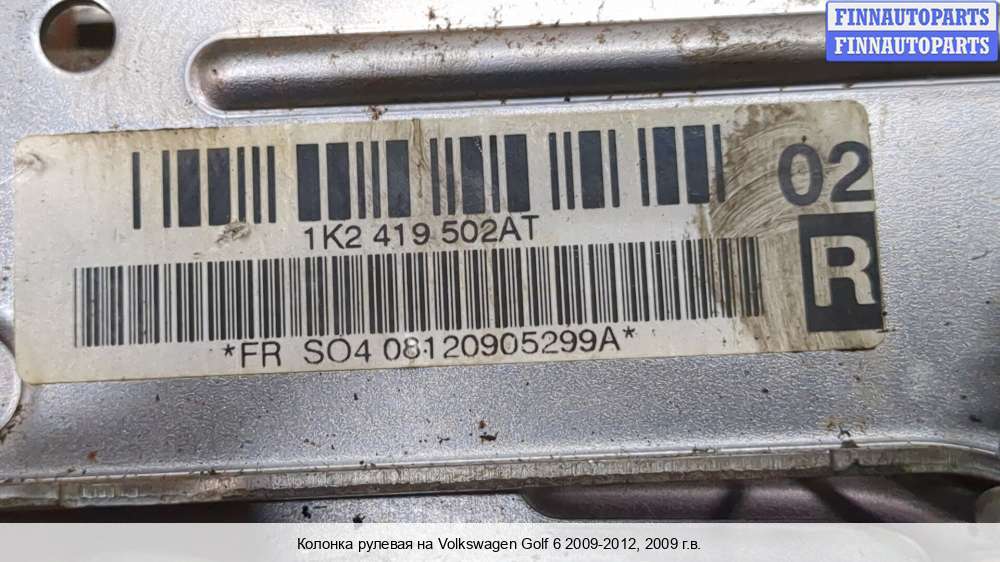 FINNAUTOPARTS
FINNAUTOPARTS
02
1K2 419 502AT
R
*FR SO4 08120905299A*
Колонка рулевая на Volkswagen Golf 6 2009-2012, 2009 г.в.